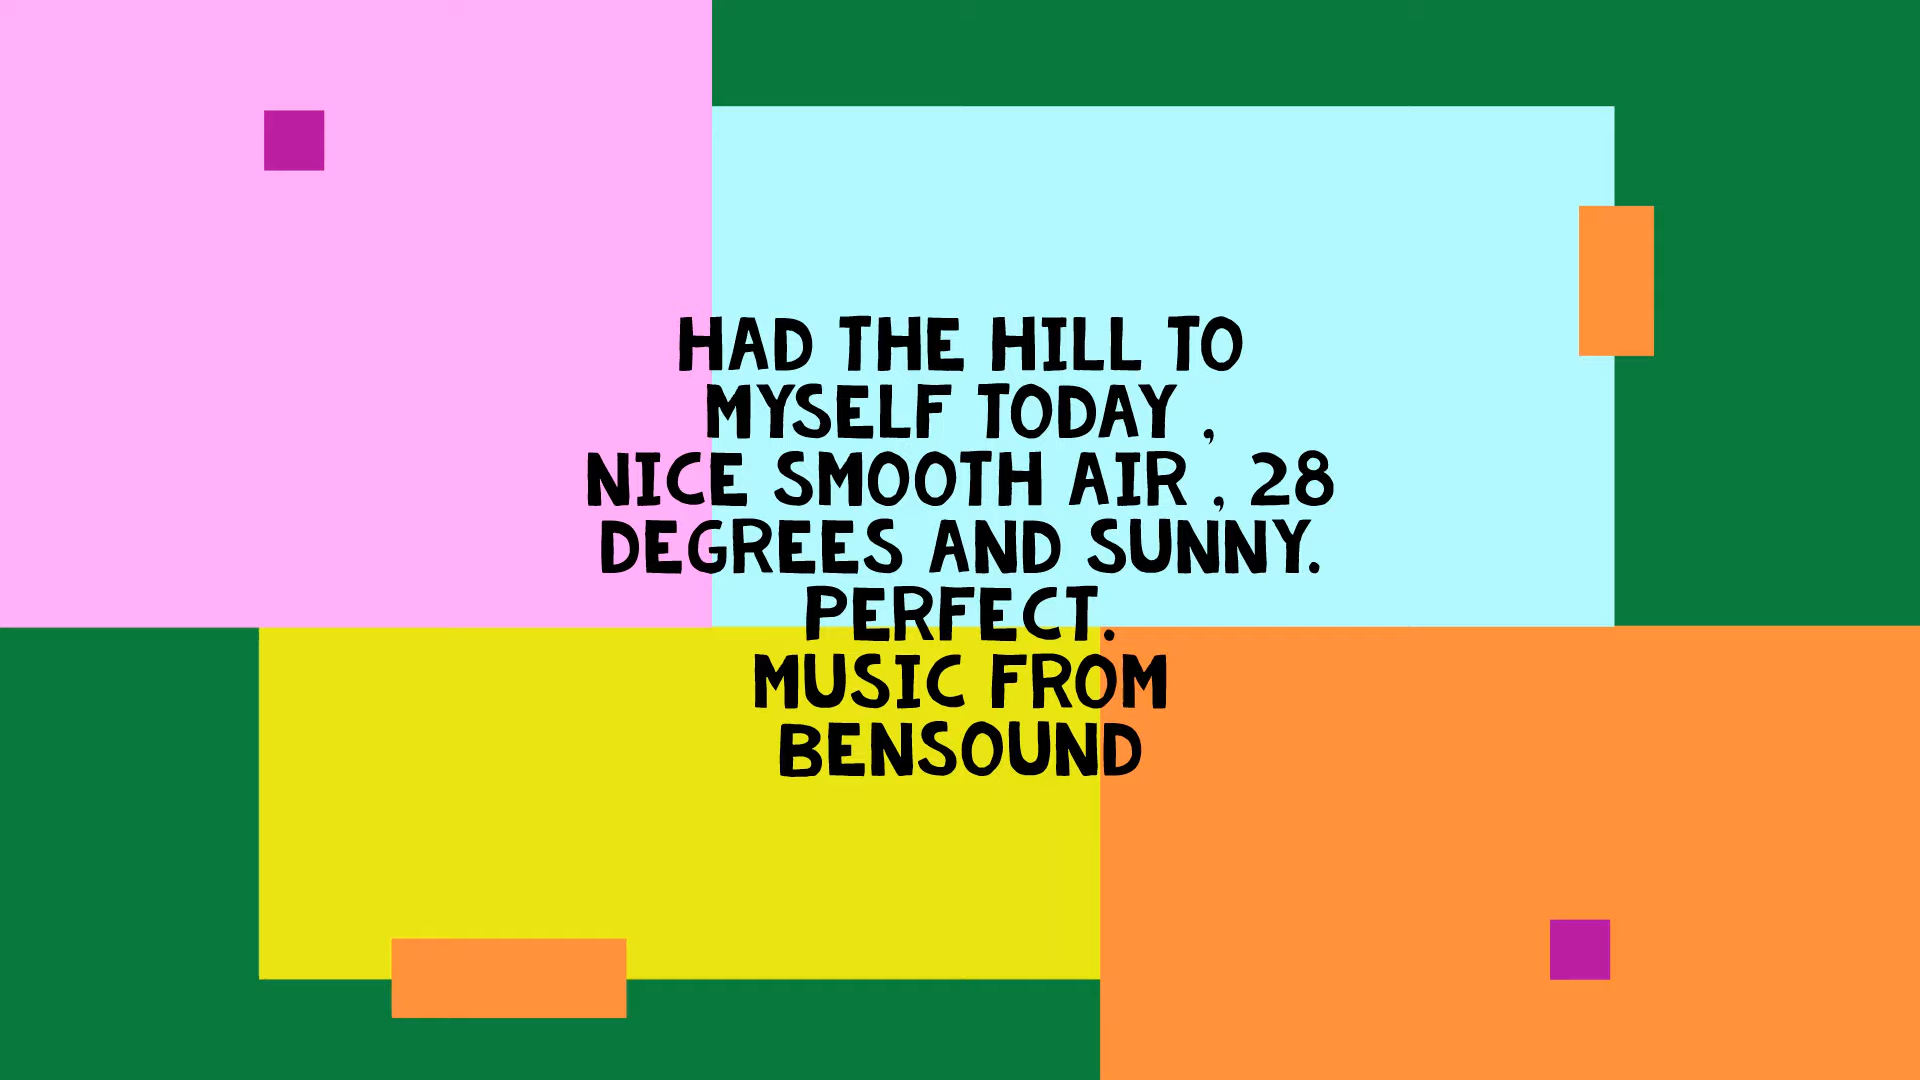 HAD THE HILL TO
MYSELF TODAY ,
NICE SMOOTH AIR , 28
DEGREES AND SUNNY.
PERFECT.
MUSIC FROM
BENSOUND